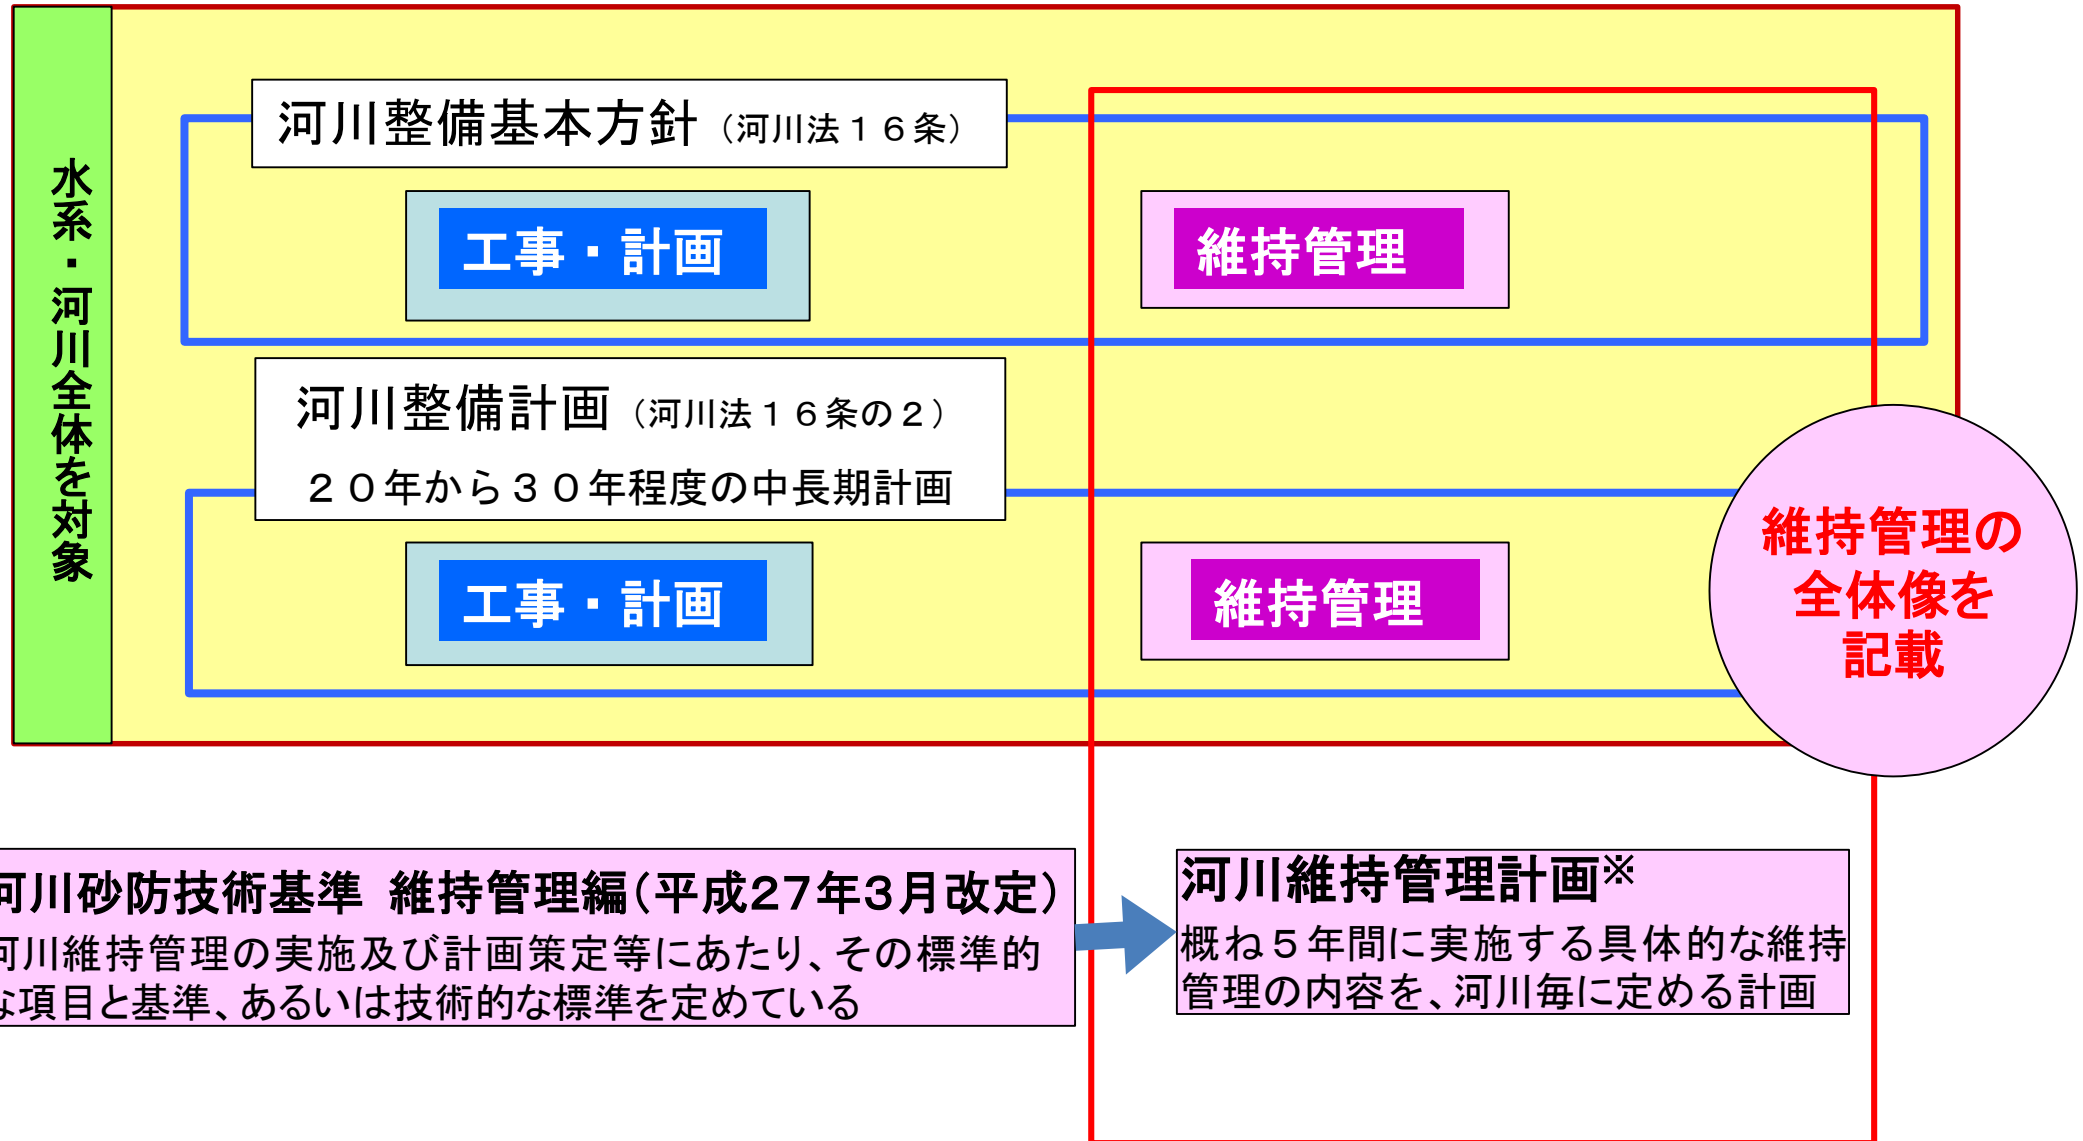 水系・河川全体を対象
河川整備基本方針（河川法１６条）
工事・計画
維持管理
河川整備計画（河川法１６条の２）
２０年から３０年程度の中長期計画
工事・計画
維持管理
維持管理の
全体像を
記載
河川砂防技術基準 維持管理編（平成27年3月改定）
河川維持管理の実施及び計画策定等にあたり、その標準的
な項目と基準、あるいは技術的な標準を定めている
河川維持管理計画※
概ね５年間に実施する具体的な維持
管理の内容を、河川毎に定める計画